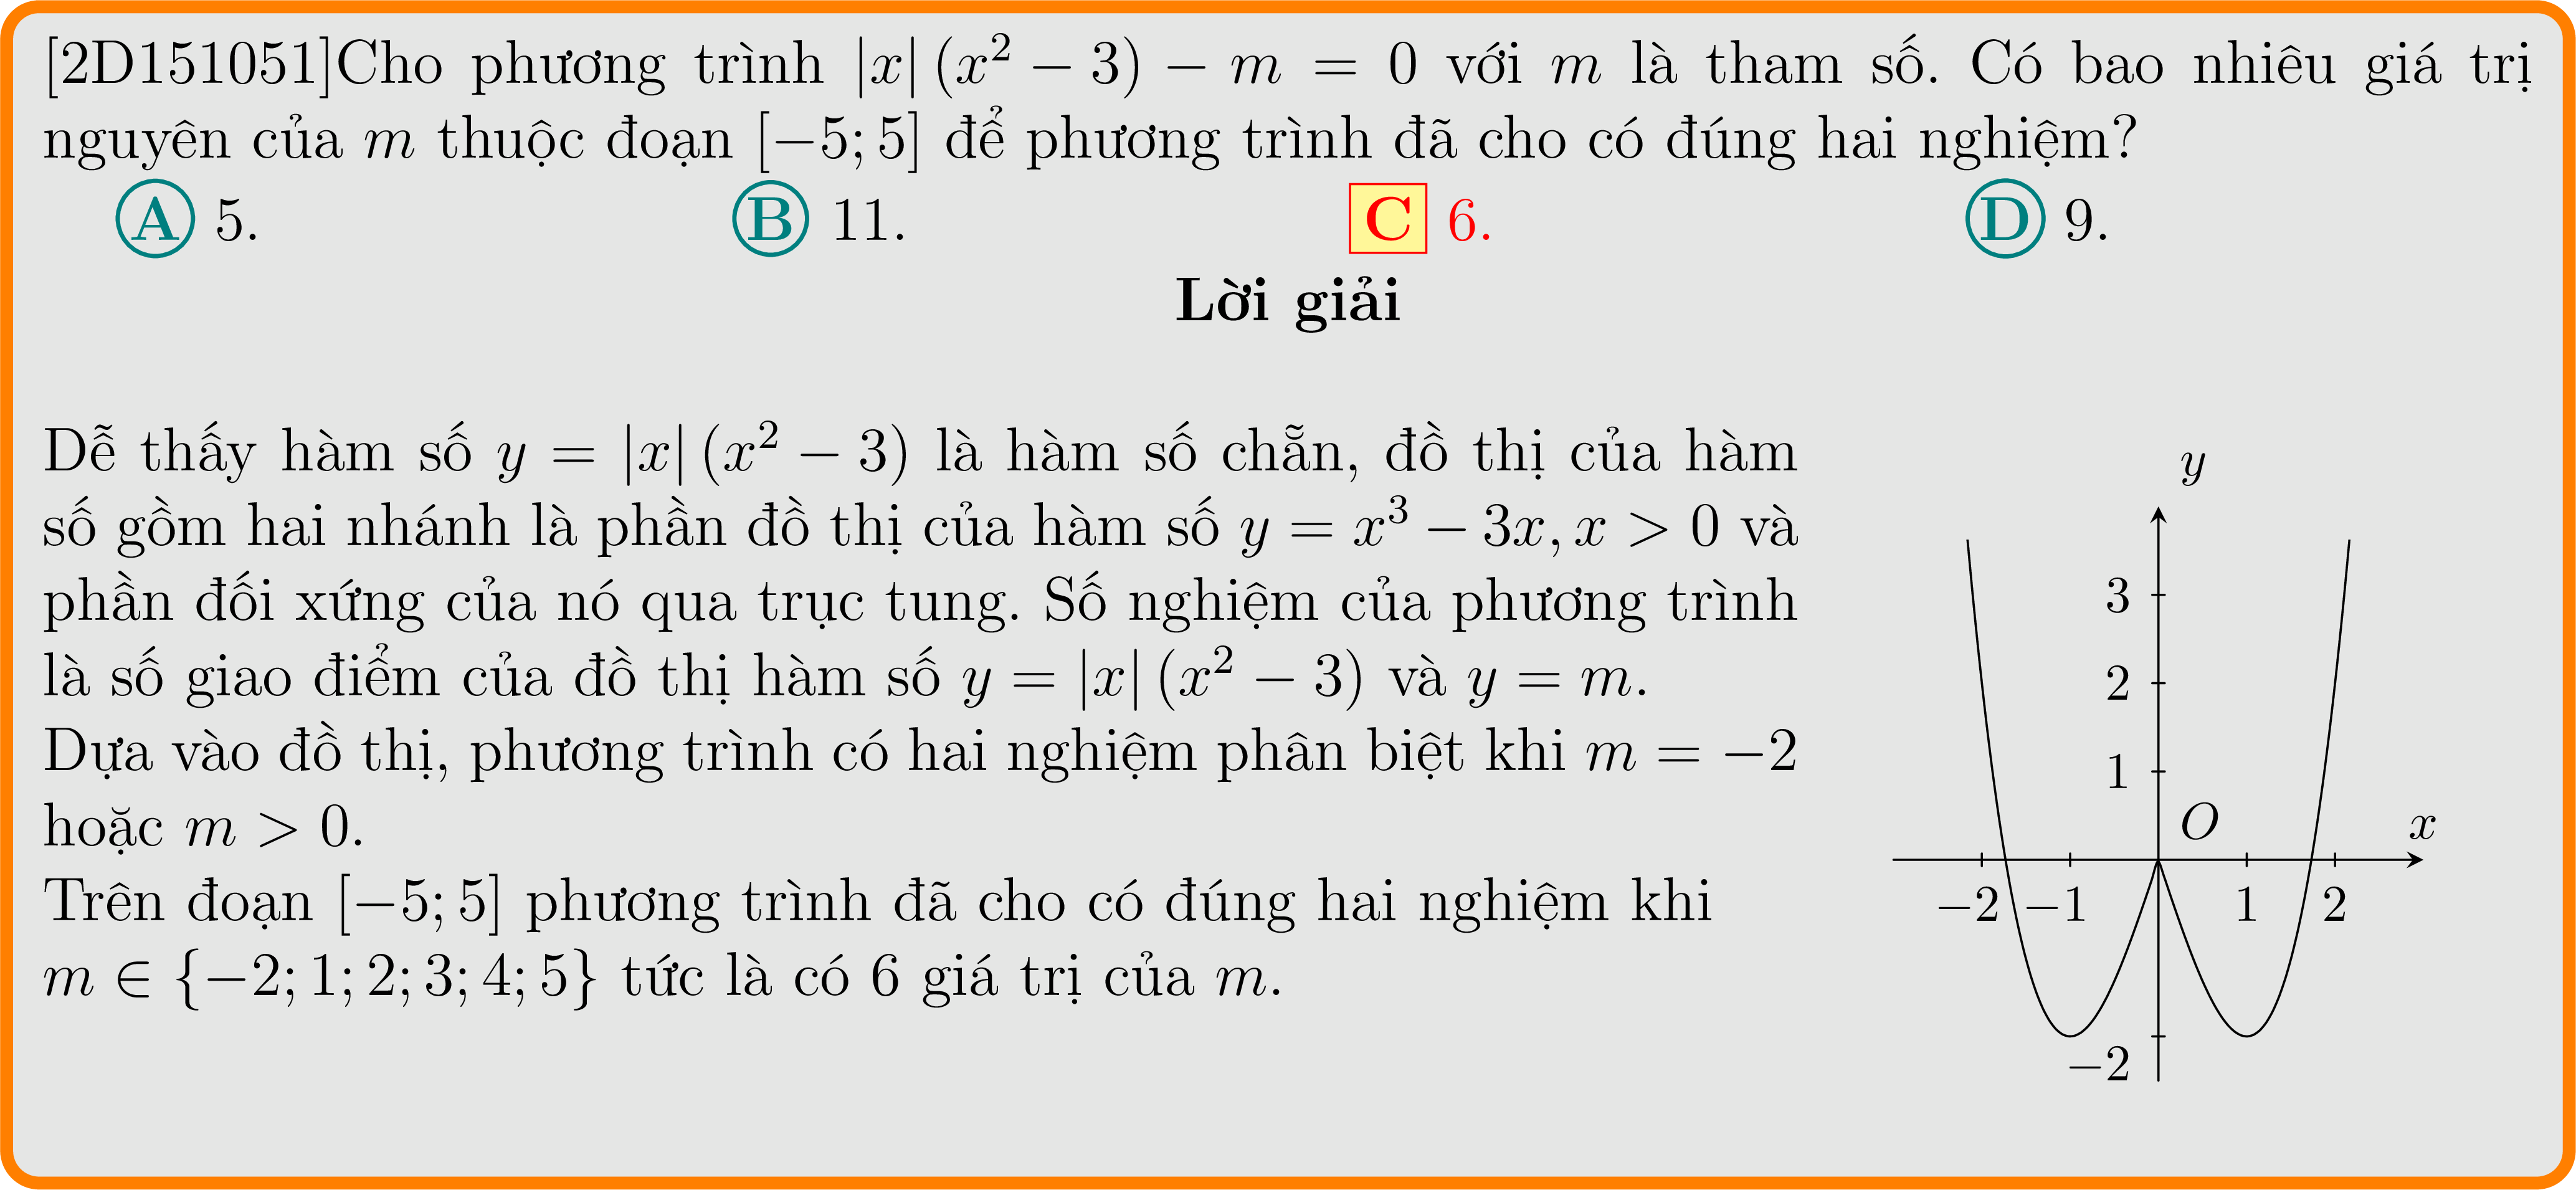 [2D151051]Cho phương trình |x| (x² − 3) − m = 0 với m là tham số. Có bao nhiêu giá trị
nguyên của m thuộc đoạn [−5; 5] để phương trình đã cho có đúng hai nghiệm?
A 5. B 11. C 6. D 9.
Lời giải
Dễ thấy hàm số y = |x| (x² − 3) là hàm số chẵn, đồ thị của hàm
số gồm hai nhánh là phần đồ thị của hàm số y = x³ − 3x, x > 0 và
phần đối xứng của nó qua trục tung. Số nghiệm của phương trình
là số giao điểm của đồ thị hàm số y = |x| (x² − 3) và y = m.
Dựa vào đồ thị, phương trình có hai nghiệm phân biệt khi m = −2
hoặc m > 0.
Trên đoạn [−5; 5] phương trình đã cho có đúng hai nghiệm khi
m ∈ {−2; 1; 2; 3; 4; 5} tức là có 6 giá trị của m.
y
3
2
1
O x
−2 −1 1 2
−2